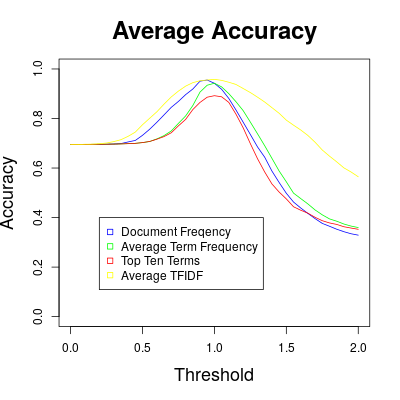 Average Accuracy
Accuracy
1.0
0.8
0.6
0.4
0.2
0.0
Document Freqency
Average Term Frequency
Top Ten Terms
Average TFIDF
0.0 0.5 1.0 1.5 2.0
Threshold